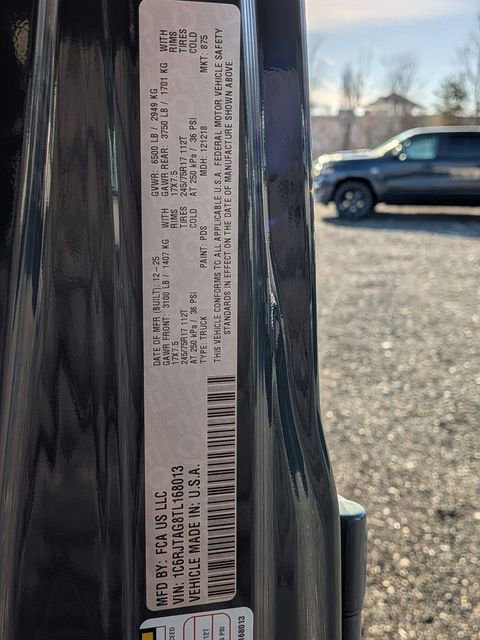 MFD BY: FCA US LLC
VIN: 1C6RJTAG8TL168013
VEHICLE MADE IN: U.S.A.
DATE OF MFR (BUILT): 12-25 GVWR: 6500 LB / 2949 KG
GAWR FRONT: 3100 LB / 1407 KG WITH GAWR REAR: 3750 LB / 1701 KG WITH
17X7.5 RIMS 17X7.5 RIMS
245/75R17 112T TIRES 245/75R17 112T TIRES
AT 250 kPa / 36 PSI COLD AT 250 kPa / 36 PSI COLD
TYPE: TRUCK PAINT: PDS MDH: 121218 MKT: 875
THIS VEHICLE CONFORMS TO ALL APPLICABLE U.S.A. FEDERAL MOTOR VEHICLE SAFETY
STANDARDS IN EFFECT ON THE DATE OF MANUFACTURE SHOWN ABOVE.
CEED
12T
PSI
168013